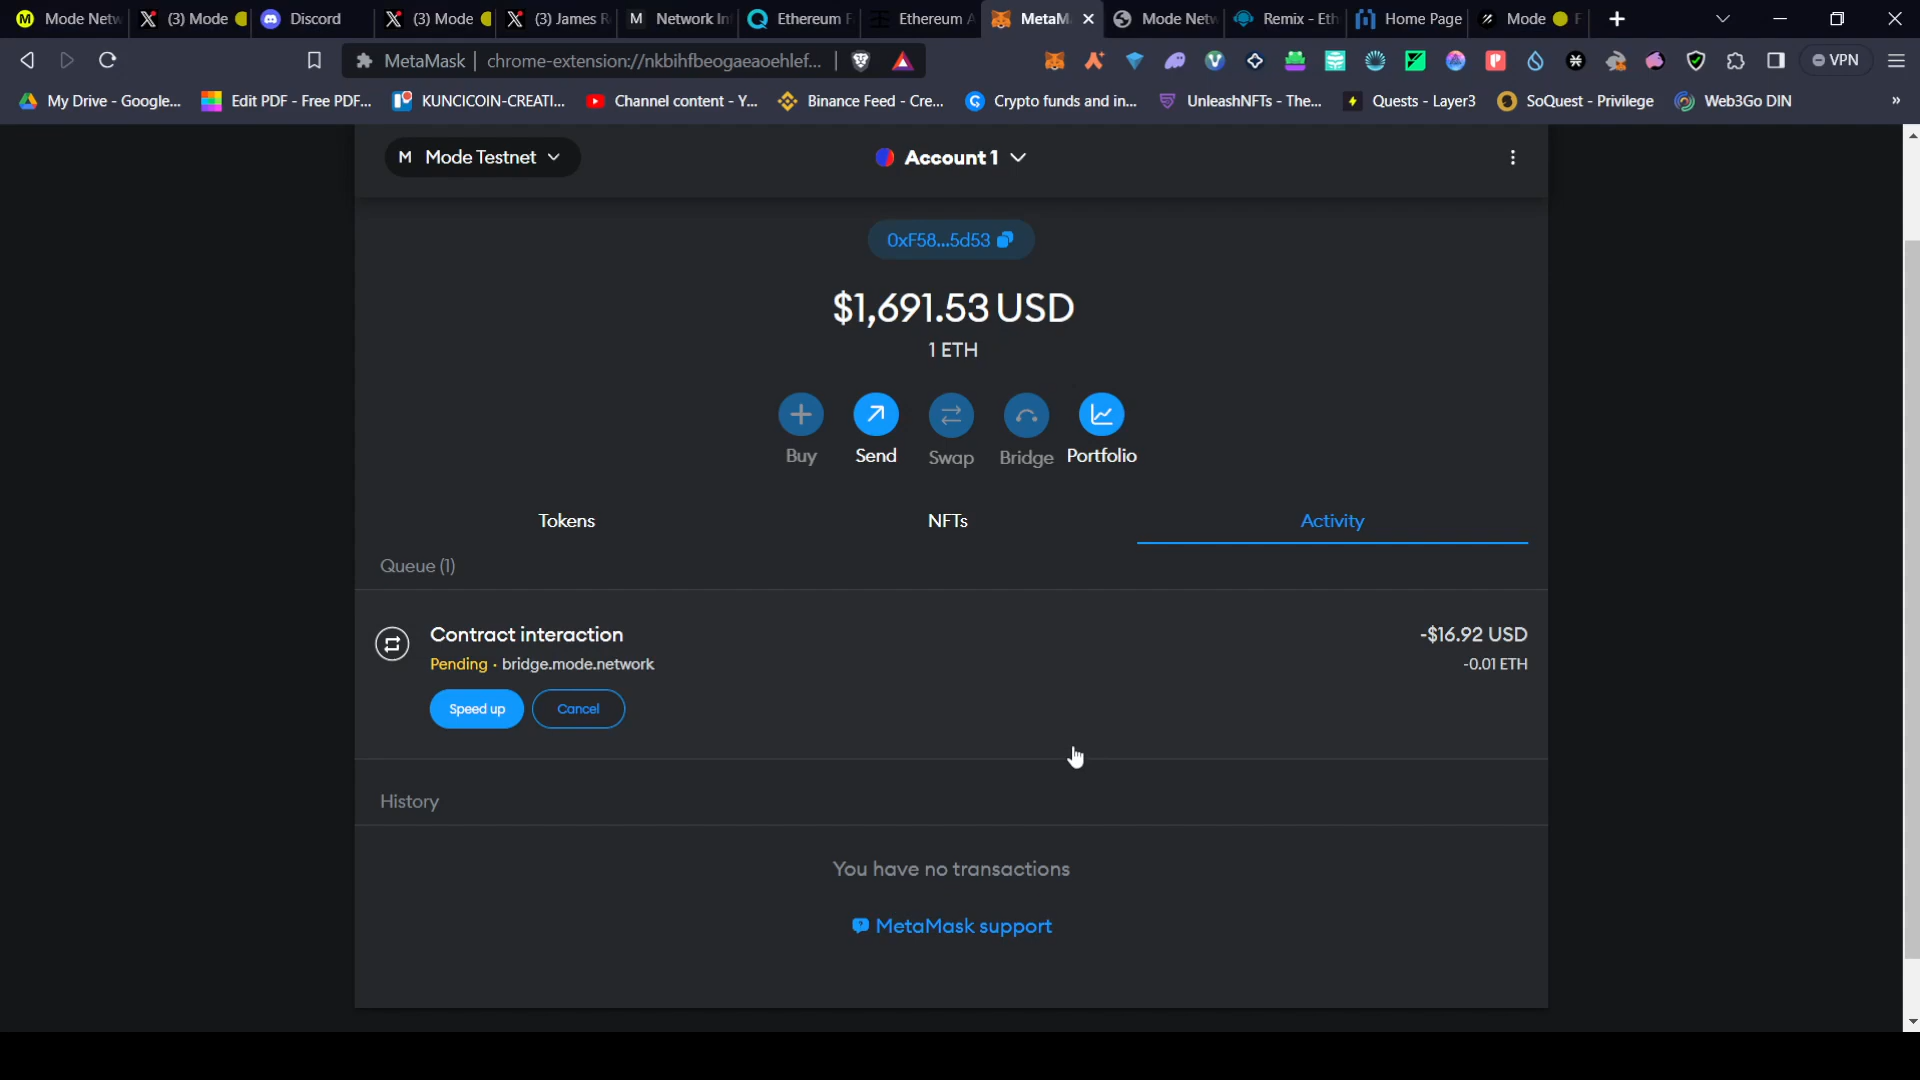 Mode Netw
(3) Mode
Discord
(3) Mode
(3) James R
Network In
Ethereum F
Ethereum A
MetaM
Mode Netw
Remix - Eth
Home Page
Mode
MetaMask
chrome-extension://nkbihfbeogaeaoehlef...
VPN
My Drive - Google...
Edit PDF - Free PDF...
KUNCICOIN-CREATI...
Channel content - Y...
Binance Feed - Cre...
Crypto funds and in...
UnleashNFTs - The...
Quests - Layer3
SoQuest - Privilege
Web3Go DIN
»
M Mode Testnet
Account 1
0xF58...5d53
$1,691.53 USD
1 ETH
Buy
Send
Swap
Bridge
Portfolio
Tokens
NFTs
Activity
Queue (1)
Contract interaction
-$16.92 USD
Pending · bridge.mode.network
-0.01 ETH
Speed up
Cancel
History
You have no transactions
MetaMask support